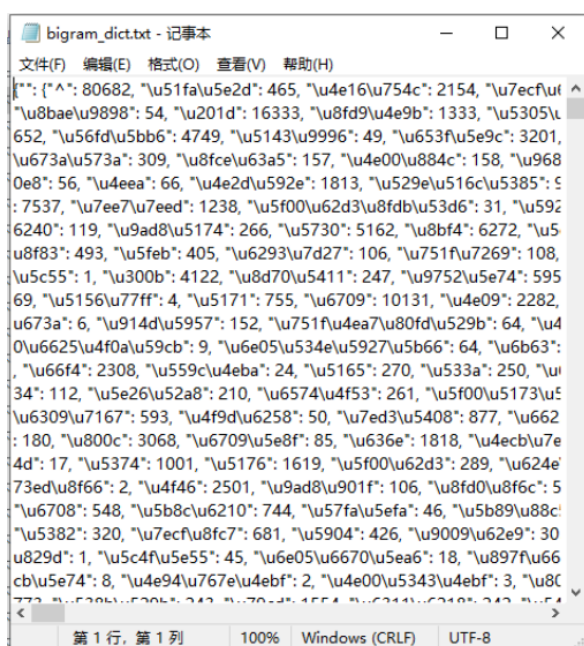 bigram_dict.txt - 记事本
文件(F) 编辑(E) 格式(O) 查看(V) 帮助(H)
{"": {"^": 80682, "\u51fa\u5e2d": 465, "\u4e16\u754c": 2154, "\u7ecf\u6
"\u8bae\u9898": 54, "\u201d": 16333, "\u8fd9\u4e9b": 1333, "\u5305\u
652, "\u56fd\u5bb6": 4749, "\u5143\u9996": 49, "\u653f\u5e9c": 3201,
\u673a\u573a": 309, "\u8fce\u63a5": 157, "\u4e00\u884c": 158, "\u968
0e8": 56, "\u4eea": 66, "\u4e2d\u592e": 1813, "\u529e\u516c\u5385": 9
: 7537, "\u7ee7\u7eed": 1238, "\u5f00\u62d3\u8fdb\u53d6": 31, "\u592
6240": 119, "\u9ad8\u5174": 266, "\u5730": 5162, "\u8bf4": 6272, "\u5
u8f83": 493, "\u5feb": 405, "\u6293\u7d27": 106, "\u751f\u7269": 108,
\u5c55": 1, "\u300b": 4122, "\u8d70\u5411": 247, "\u9752\u5e74": 595
69, "\u5156\u77ff": 4, "\u5171": 755, "\u6709": 10131, "\u4e09": 2282,
u673a": 6, "\u914d\u5957": 152, "\u751f\u4ea7\u80fd\u529b": 64, "\u4
0\u6625\u4f0a\u59cb": 9, "\u6e05\u534e\u5927\u5b66": 64, "\u6b63":
, "\u66f4": 2308, "\u559c\u4eba": 24, "\u5165": 270, "\u533a": 250, "\u
34": 112, "\u5e26\u52a8": 210, "\u6574\u4f53": 261, "\u5f00\u5173\u5
\u6309\u7167": 593, "\u4f9d\u6258": 50, "\u7ed3\u5408": 877, "\u662
: 180, "\u800c": 3068, "\u6709\u5e8f": 85, "\u636e": 1818, "\u4ecb\u7e
4d": 17, "\u5374": 1001, "\u5176": 1619, "\u5f00\u62d3": 289, "\u624e
73ed\u8f66": 2, "\u4f46": 2501, "\u9ad8\u901f": 106, "\u8fd0\u8f6c": 5
"\u6708": 548, "\u5b8c\u6210": 744, "\u57fa\u5efa": 46, "\u5b89\u88c
"\u5382": 320, "\u7ecf\u8fc7": 681, "\u5904": 426, "\u9009\u62e9": 30
u829d": 1, "\u5c4f\u5e55": 45, "\u6e05\u6670\u5ea6": 18, "\u897f\u66
cb\u5e74": 8, "\u4e94\u767e\u4ebf": 2, "\u4e00\u5343\u4ebf": 3, "\u80
第 1 行，第 1 列 100% Windows (CRLF) UTF-8